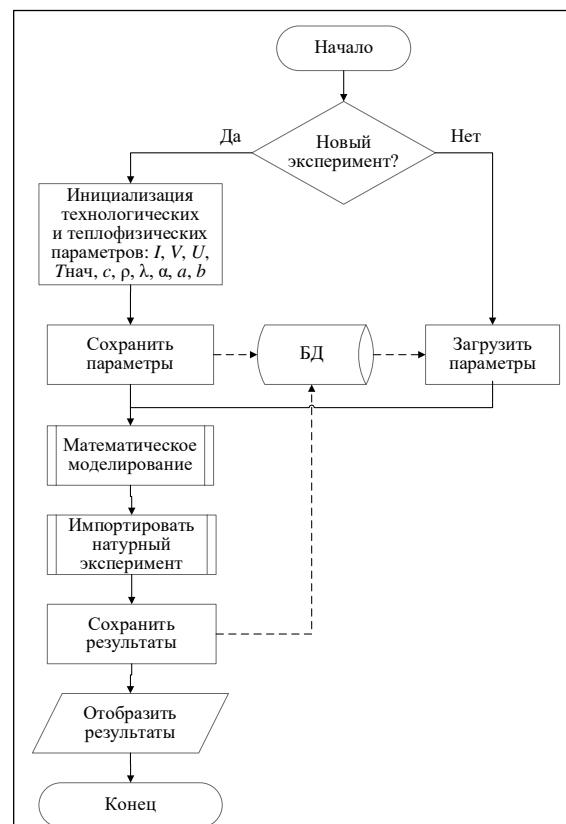 Начало
Да
Новый
эксперимент?
Нет
Инициализация
технологических
и теплофизических
параметров: I, V, U,
Tнач, c, ρ, λ, α, a, b
Сохранить
параметры
БД
Загрузить
параметры
Математическое
моделирование
Импортировать
натурный
эксперимент
Сохранить
результаты
Отобразить
результаты
Конец